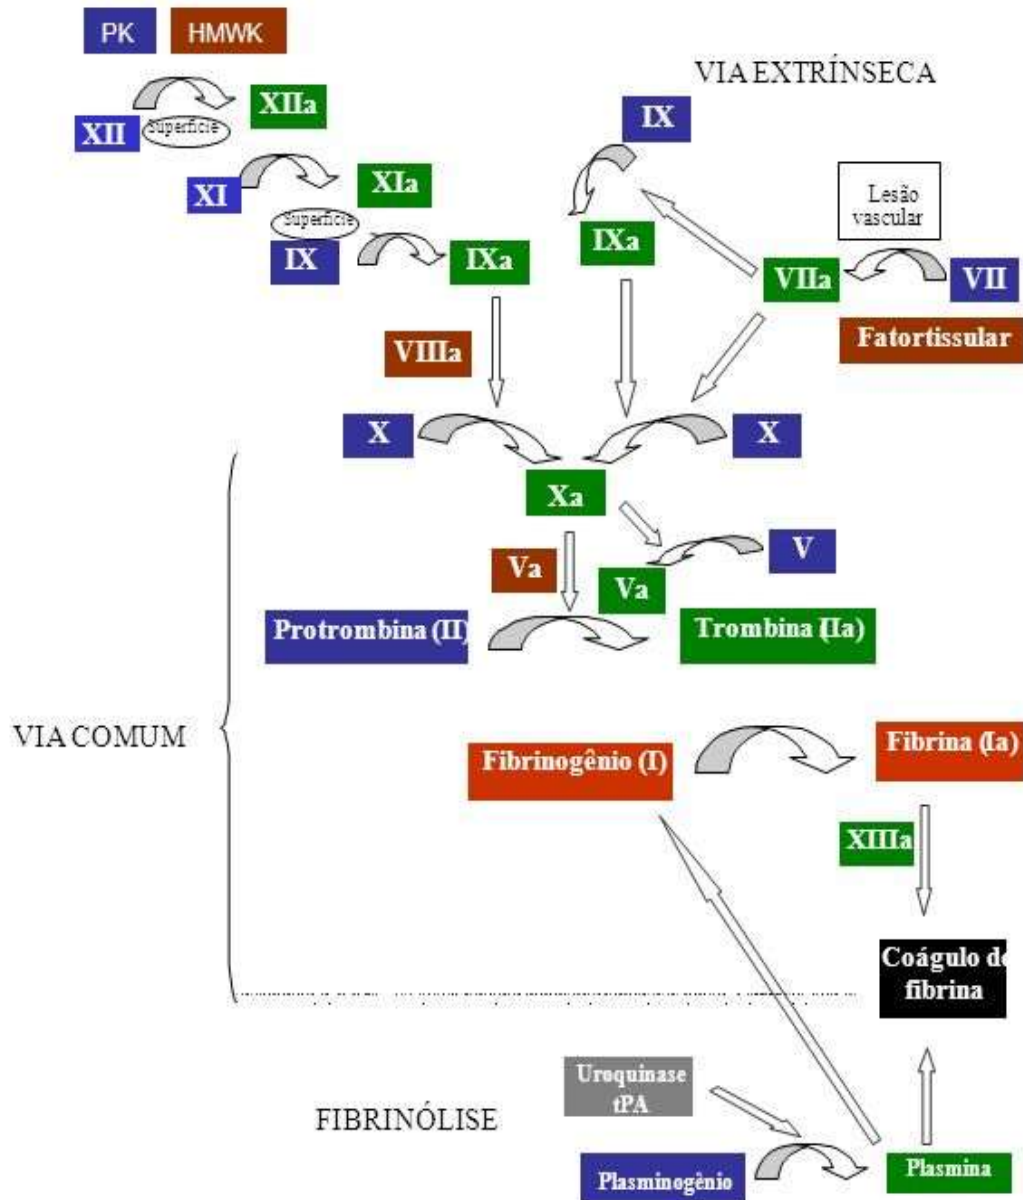 PK
HMWK
VIA EXTRÍNSECA
XIIa
IX
XII
Superfície
XI
XIa
Lesão
vascular
Superfície
IX
IXa
IXa
VIIa
VII
VIIIa
Fatortissular
X
X
Xa
V
Va
Va
Protrombina (II)
Trombina (IIa)
VIA COMUM
Fibrinogênio (I)
Fibrina (Ia)
XIIIa
Coágulo de
fibrina
Uroquinase
tPA
FIBRINÓLISE
Plasminogênio
Plasmina